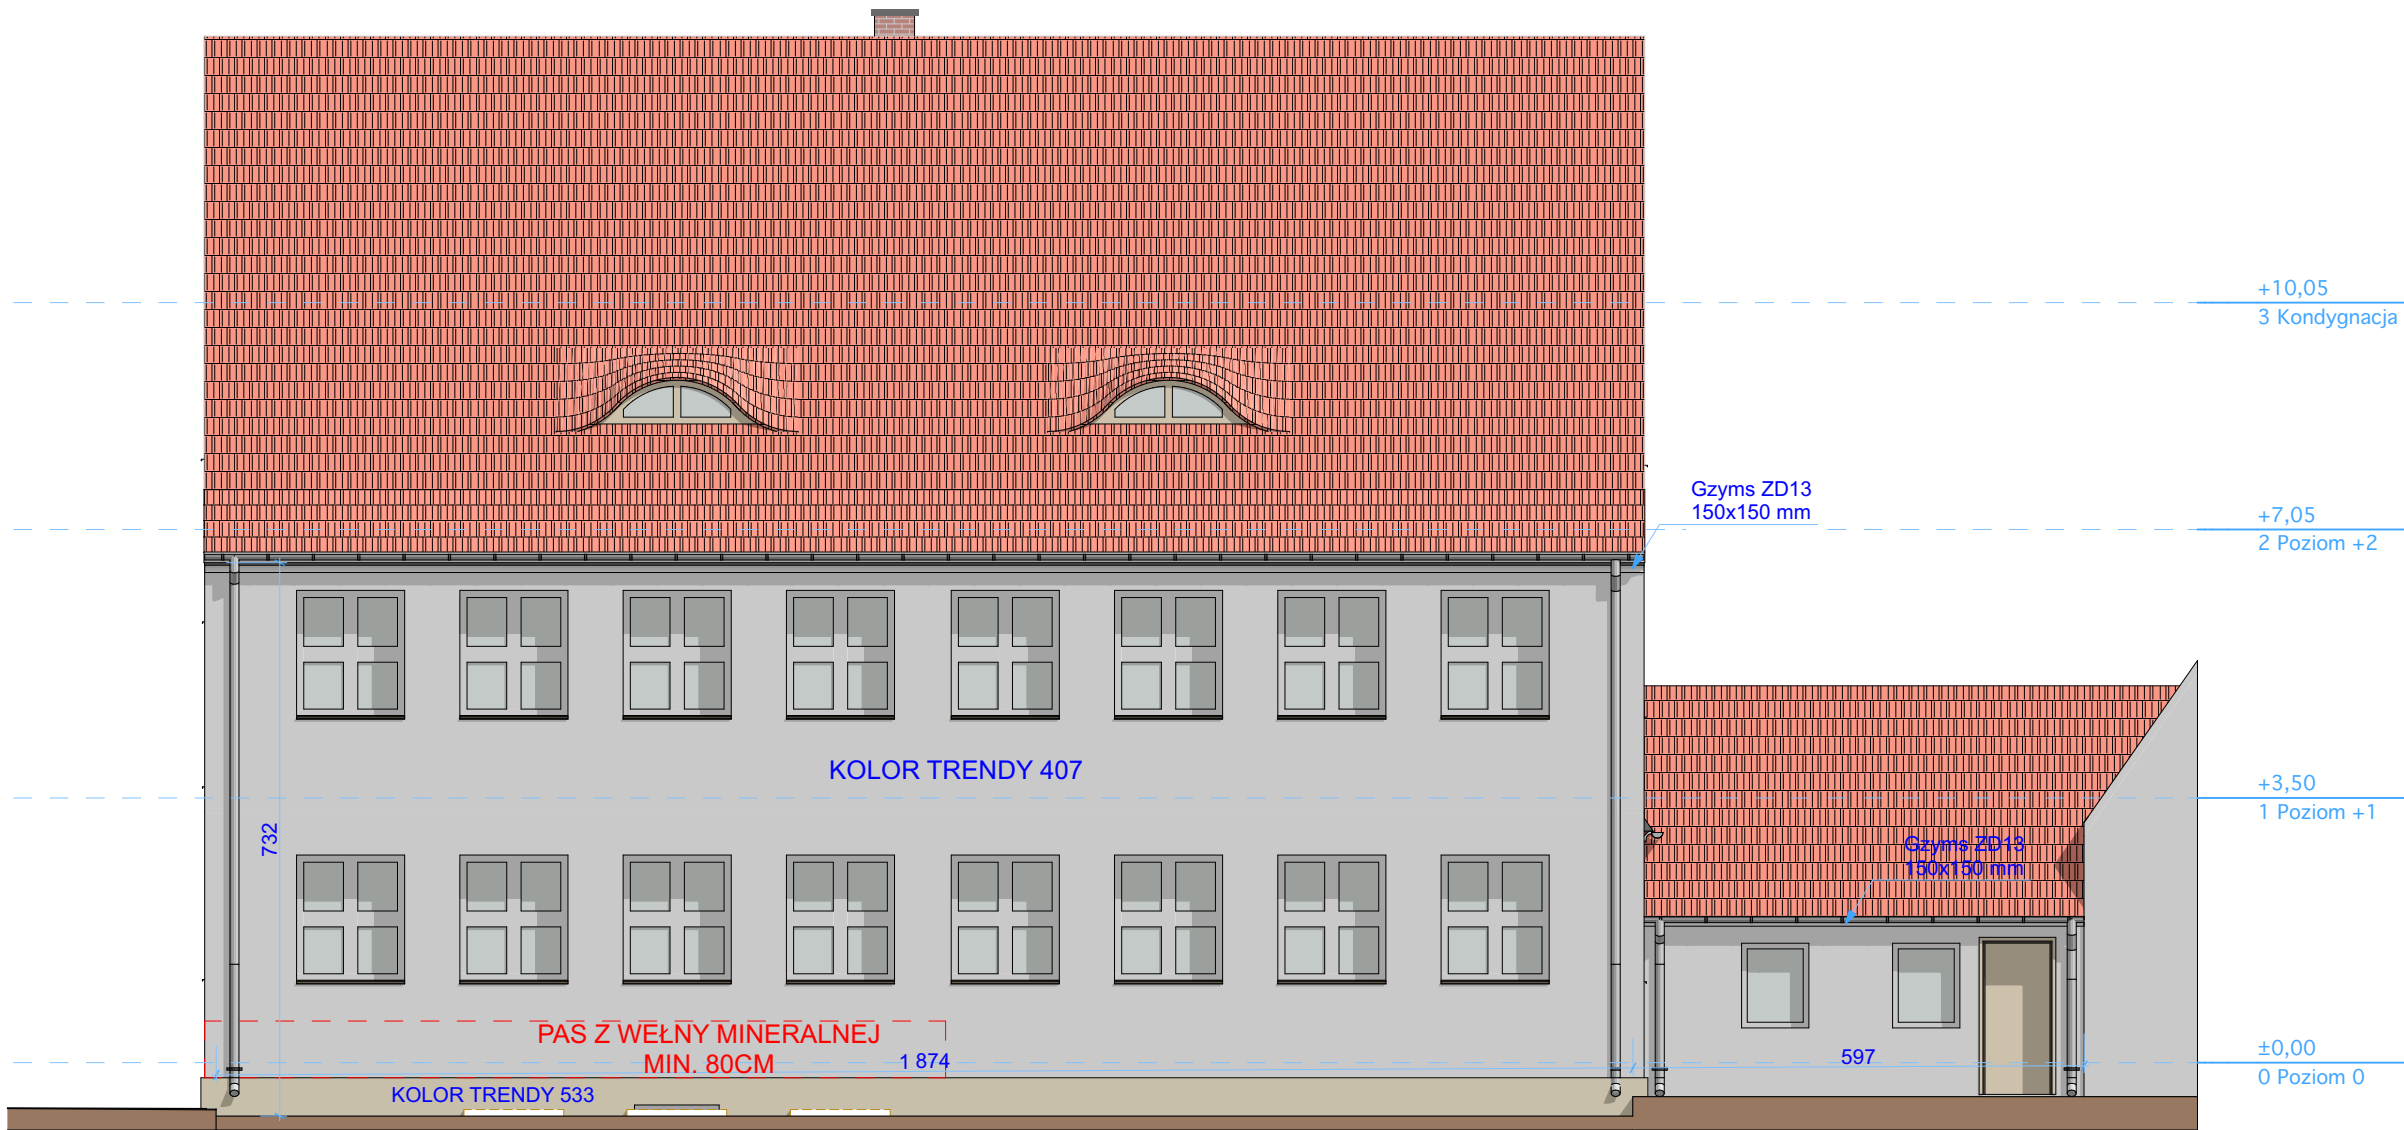 +10,05
3 Kondygnacja
Gzyms ZD13
150x150 mm
+7,05
2 Poziom +2
KOLOR TRENDY 407
+3,50
1 Poziom +1
732
Gzyms ZD13
150x150 mm
PAS Z WEŁNY MINERALNEJ
MIN. 80CM
1 874
597
±0,00
0 Poziom 0
KOLOR TRENDY 533